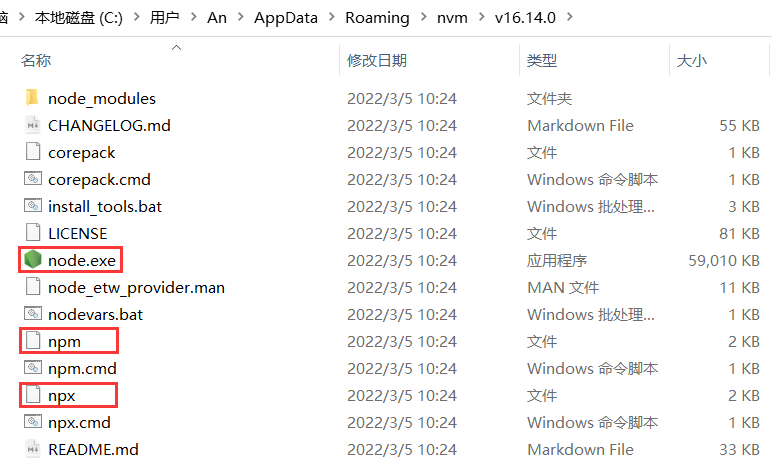 本地磁盘 (C:) > 用户 > An > AppData > Roaming > nvm > v16.14.0 >
名称 修改日期 类型 大小
node_modules 2022/3/5 10:24 文件夹
CHANGELOG.md 2022/3/5 10:24 Markdown File 55 KB
corepack 2022/3/5 10:24 文件 1 KB
corepack.cmd 2022/3/5 10:24 Windows 命令脚本 1 KB
install_tools.bat 2022/3/5 10:24 Windows 批处理... 3 KB
LICENSE 2022/3/5 10:24 文件 81 KB
node.exe 2022/3/5 10:24 应用程序 59,010 KB
node_etw_provider.man 2022/3/5 10:24 MAN 文件 11 KB
nodevars.bat 2022/3/5 10:24 Windows 批处理... 1 KB
npm 2022/3/5 10:24 文件 2 KB
npm.cmd 2022/3/5 10:24 Windows 命令脚本 1 KB
npx 2022/3/5 10:24 文件 2 KB
npx.cmd 2022/3/5 10:24 Windows 命令脚本 1 KB
README.md 2022/3/5 10:24 Markdown File 33 KB